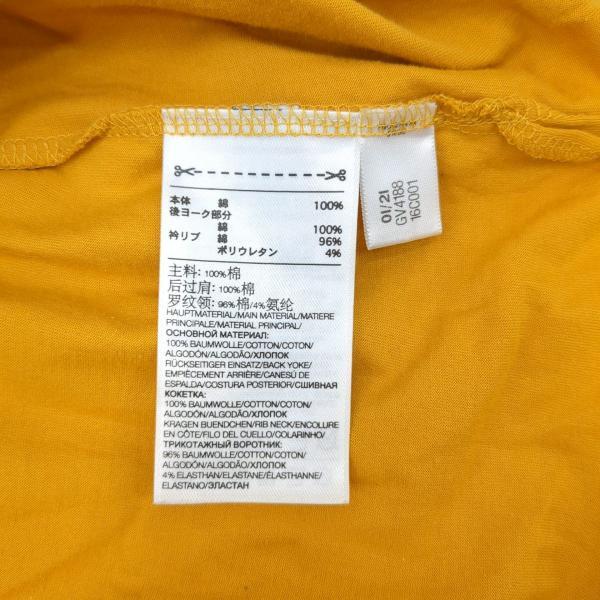 本体 綿 100%
後ヨーク部分
綿 100%
衿リブ 綿 96%
ポリウレタン 4%
主料: 100%棉
后过肩: 100%棉
罗纹领: 96%棉/4%氨纶
HAUPTMATERIAL/MAIN MATERIAL/MATIERE
PRINCIPALE/MATERIAL PRINCIPAL/
ОСНОВНОЙ МАТЕРИАЛ:
100% BAUMWOLLE/COTTON/COTON/
ALGODÓN/ALGODÃO/ХЛОПОК
RÜCKSEITIGER EINSATZ/BACK YOKE/
EMPIÈCEMENT ARRIÈRE/CANESÚ DE
ESPALDA/COSTURA POSTERIOR/СШИВНАЯ
КОКЕТКА:
100% BAUMWOLLE/COTTON/COTON/
ALGODÓN/ALGODÃO/ХЛОПОК
KRAGEN BUENDCHEN/RIB NECK/ENCOLURE
EN CÔTE/FILO DEL CUELLO/COLARINHO/
ТРИКОТАЖНЫЙ ВОРОТНИК:
96% BAUMWOLLE/COTTON/COTON/
ALGODÓN/ALGODÃO/ХЛОПОК
4% ELASTHAN/ELASTANE/ÉLASTHANNE/
ELASTANO/ЭЛАСТАН
01/21
GV4188
16C001